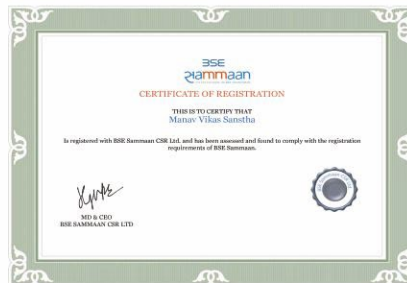 BSE
sammaan
CERTIFICATE OF REGISTRATION
THIS IS TO CERTIFY THAT
Manav Vikas Sanstha
Is registered with BSE Sammaan CSR Ltd. and has been assessed and found to comply with the registration
requirements of BSE Sammaan.
MD & CEO
BSE SAMMAAN CSR LTD